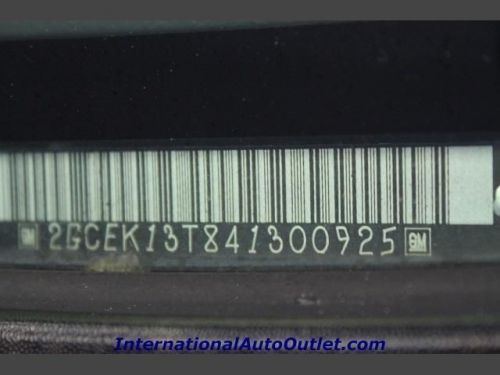 GM 2GCEK13T841300925 GM
InternationalAutoOutlet.com